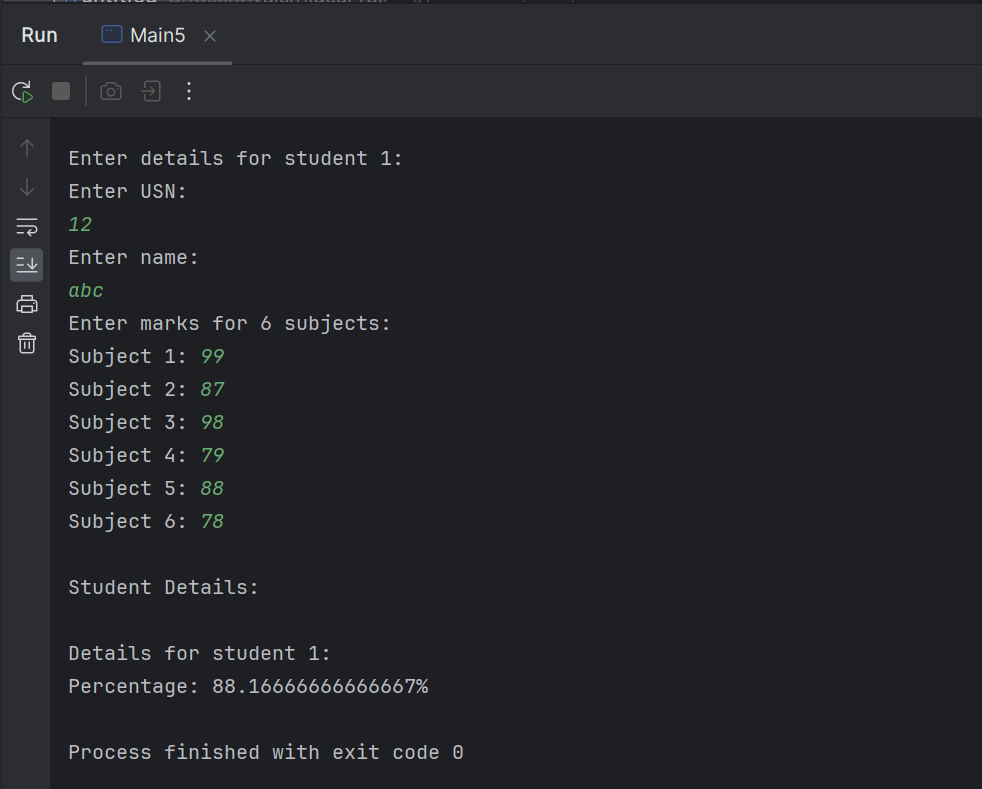 Run
Main5
Enter details for student 1:
Enter USN:
12
Enter name:
abc
Enter marks for 6 subjects:
Subject 1: 99
Subject 2: 87
Subject 3: 98
Subject 4: 79
Subject 5: 88
Subject 6: 78
Student Details:
Details for student 1:
Percentage: 88.16666666666667%
Process finished with exit code 0